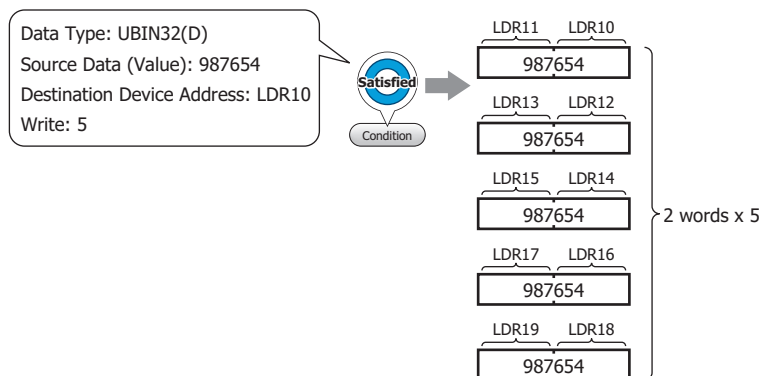 Data Type: UBIN32(D)
Source Data (Value): 987654
Destination Device Address: LDR10
Write: 5
Satisfied
Condition
LDR11 LDR10
987654
LDR13 LDR12
987654
LDR15 LDR14
987654
LDR17 LDR16
987654
LDR19 LDR18
987654
2 words x 5